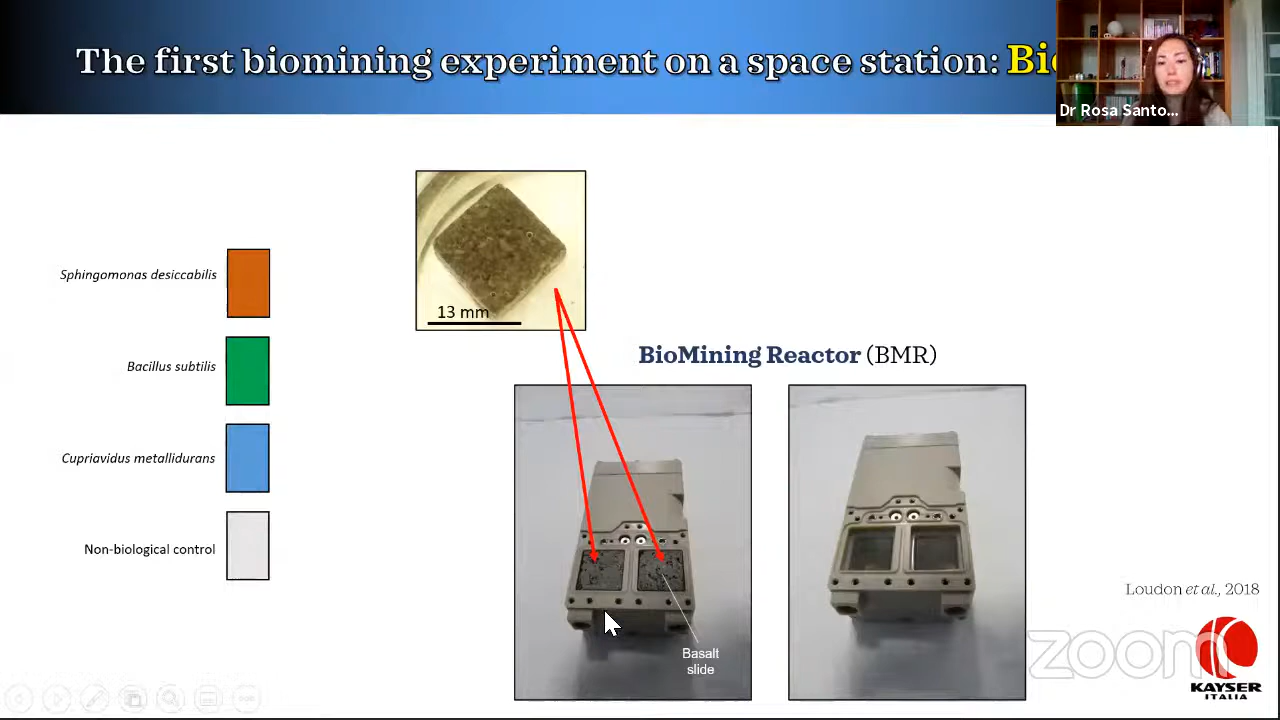 The first biomining experiment on a space station: Bio
Dr Rosa Santo...
13 mm
Sphingomonas desiccabilis
BioMining Reactor (BMR)
Bacillus subtilis
Cupriavidus metallidurans
Non-biological control
Basalt
slide
Loudon et al., 2018
zoom
KAYSER
ITALIA